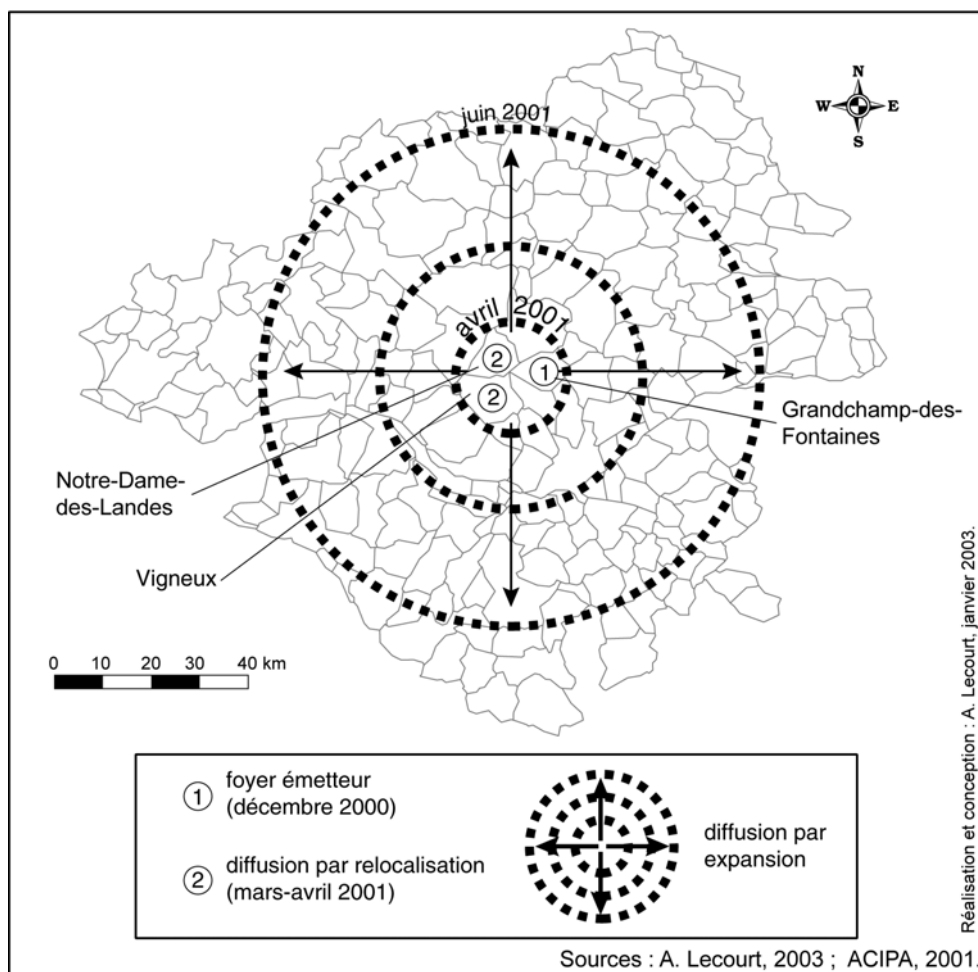 N
W E
S
juin 2001
avril 2001
2
1
2
Grandchamp-des-
Fontaines
Notre-Dame-
des-Landes
Vigneux
0 10 20 30 40 km
1 foyer émetteur
(décembre 2000)
2 diffusion par relocalisation
(mars-avril 2001)
diffusion par
expansion
Réalisation et conception : A. Lecourt, janvier 2003.
Sources : A. Lecourt, 2003 ; ACIPA, 2001.